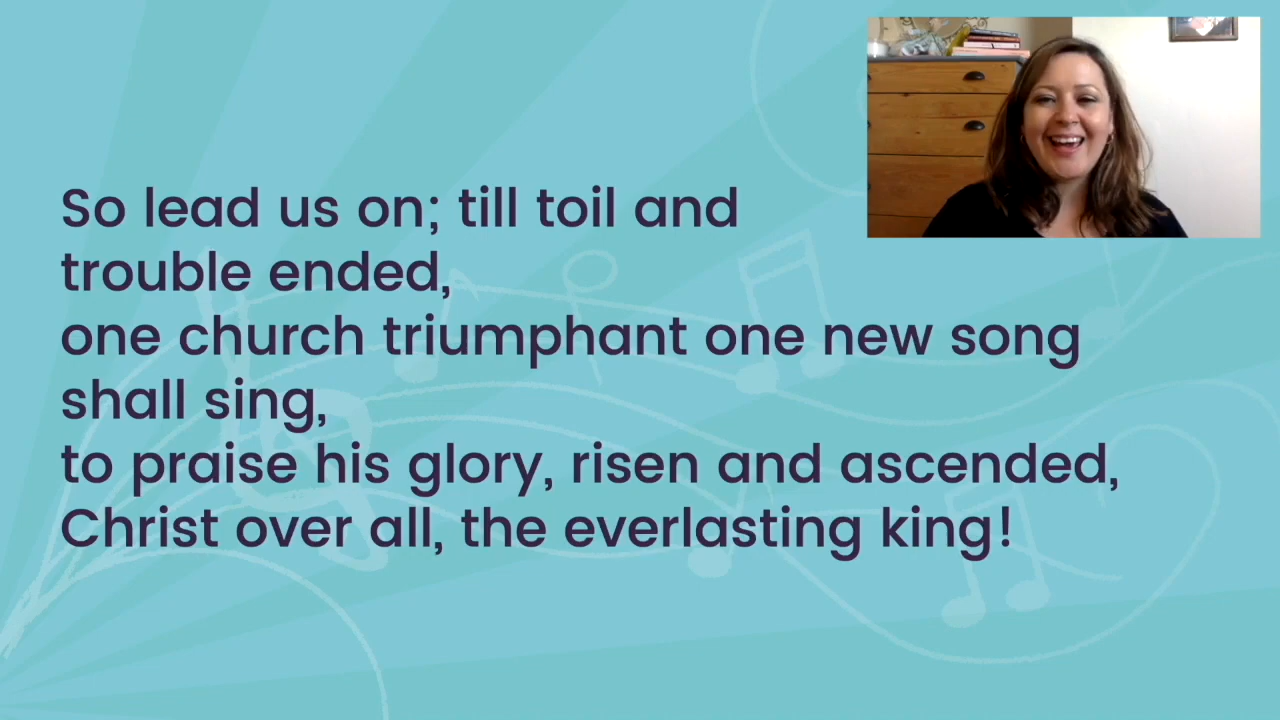 So lead us on; till toil and
trouble ended,
one church triumphant one new song
shall sing,
to praise his glory, risen and ascended,
Christ over all, the everlasting king!